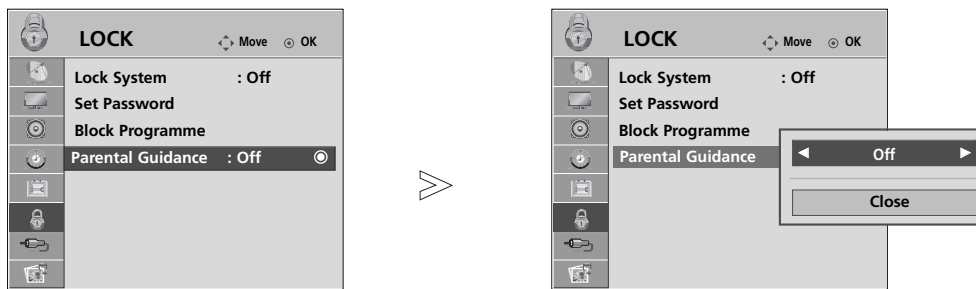 LOCK
Move
OK
Lock System : Off
Set Password
Block Programme
Parental Guidance : Off
LOCK
Move
OK
Lock System : Off
Set Password
Block Programme
Parental Guidance
Off
Close